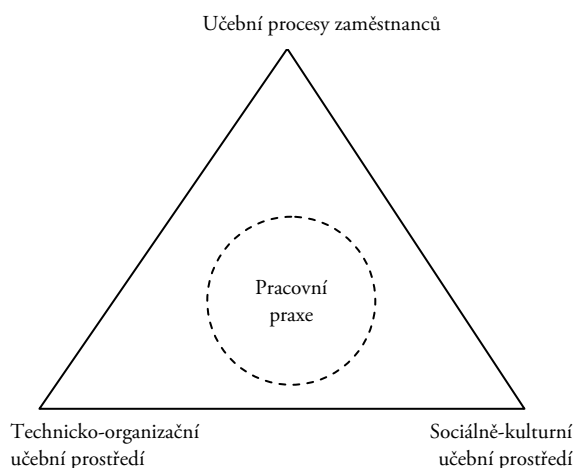 Učební procesy zaměstnanců
Pracovní
praxe
Technicko-organizační
učební prostředí
Sociálně-kulturní
učební prostředí